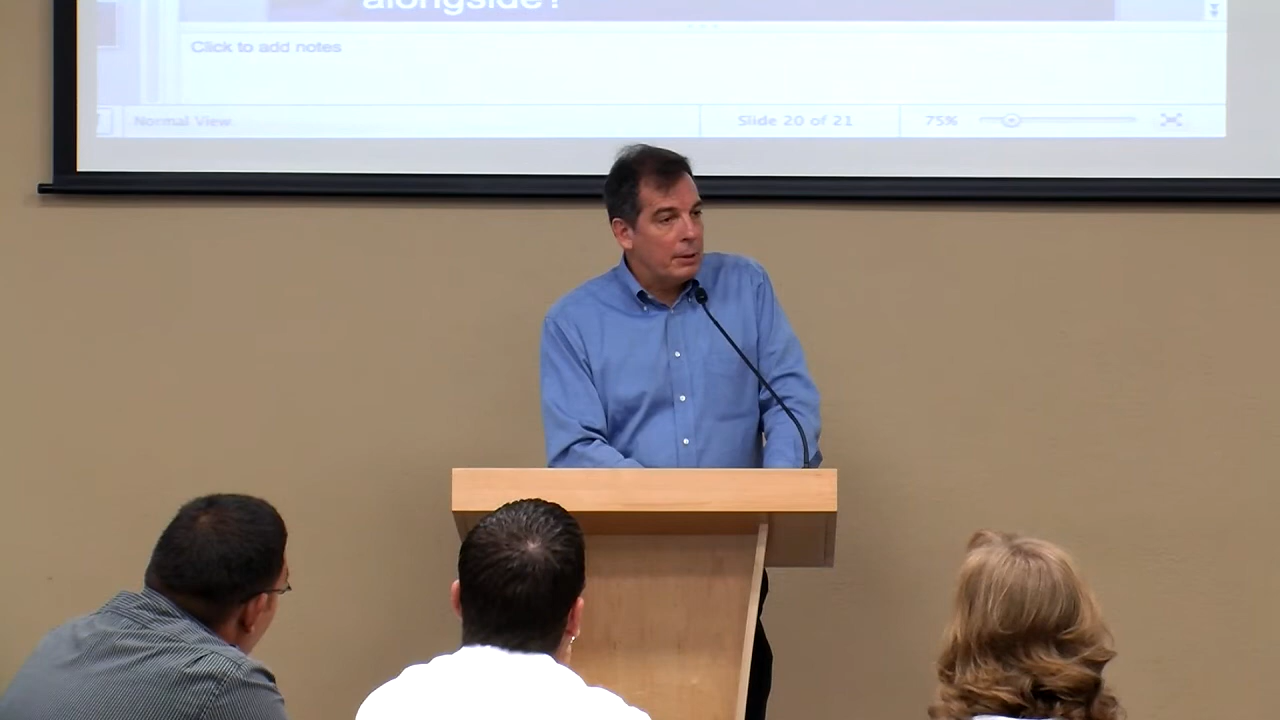 alongside?
Click to add notes
Normal View
Slide 20 of 21
75%